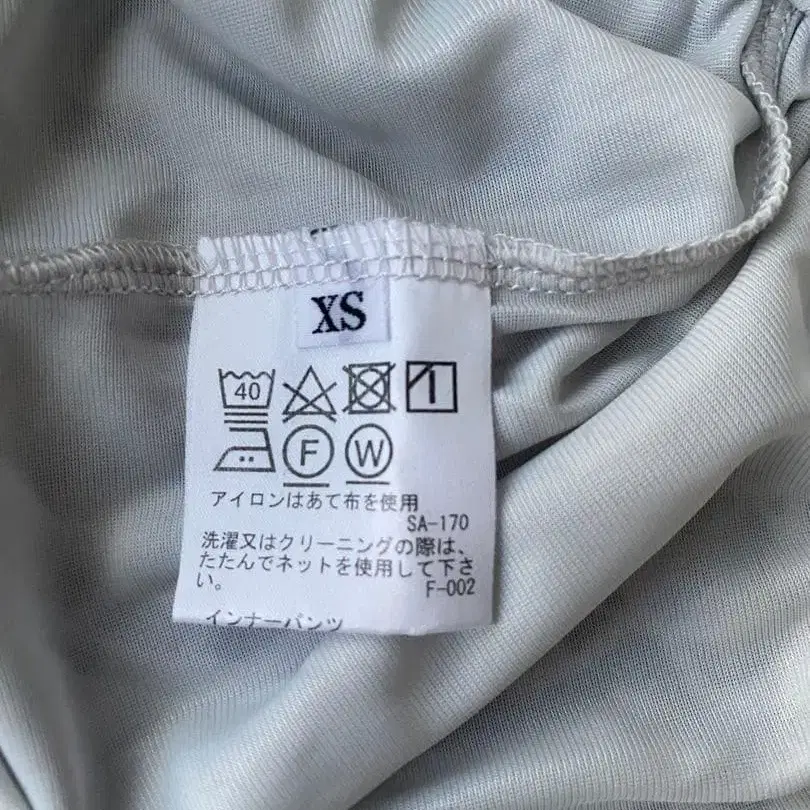 XS
40
F W
アイロンはあて布を使用
SA-170
洗濯又はクリーニングの際は、
たたんでネットを使用して下さ
い。
F-002
インナーパンツ